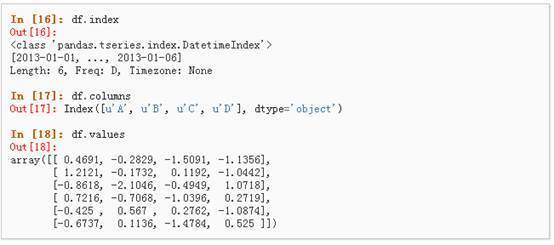 In [16]: df.index
Out[16]:
<class 'pandas.tseries.index.DatetimeIndex'>
[2013-01-01, ..., 2013-01-06]
Length: 6, Freq: D, Timezone: None
In [17]: df.columns
Out[17]: Index([u'A', u'B', u'C', u'D'], dtype='object')
In [18]: df.values
Out[18]:
array([[ 0.4691, -0.2829, -1.5091, -1.1356],
[ 1.2121, -0.1732, 0.1192, -1.0442],
[-0.8618, -2.1046, -0.4949, 1.0718],
[ 0.7216, -0.7068, -1.0396, 0.2719],
[-0.425 , 0.567 , 0.2762, -1.0874],
[-0.6737, 0.1136, -1.4784, 0.525 ]])